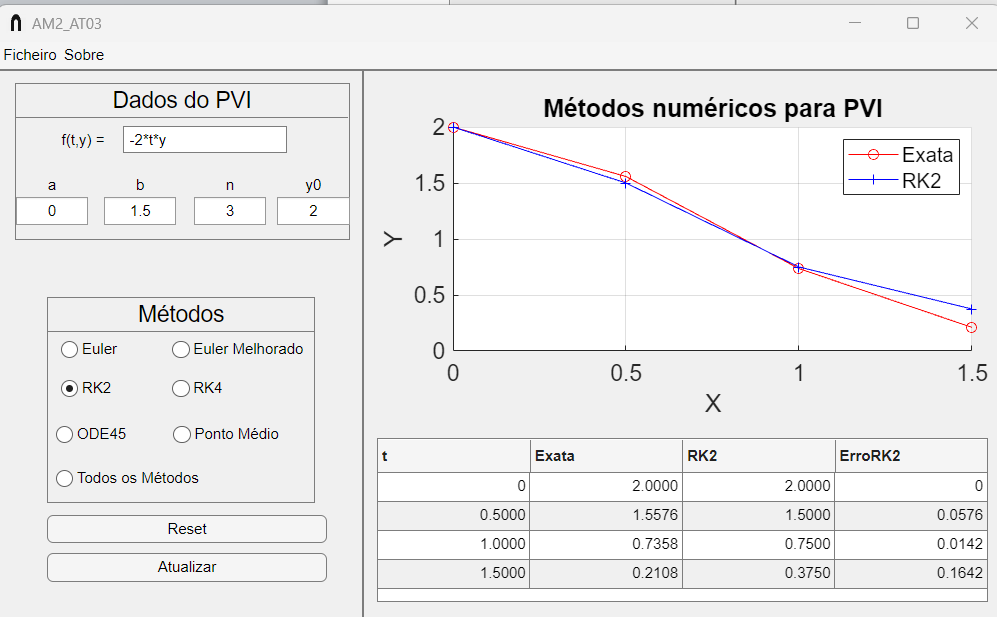 AM2_AT03
Ficheiro Sobre
Dados do PVI
f(t,y) = -2*t*y
a b n y0
0 1.5 3 2
Métodos
Euler Euler Melhorado
RK2 RK4
ODE45 Ponto Médio
Todos os Métodos
Reset
Atualizar
Métodos numéricos para PVI
Exata
RK2
2
1.5
1
0.5
0
Y
0 0.5 1 1.5
X
t Exata RK2 ErroRK2
0 2.0000 2.0000 0
0.5000 1.5576 1.5000 0.0576
1.0000 0.7358 0.7500 0.0142
1.5000 0.2108 0.3750 0.1642